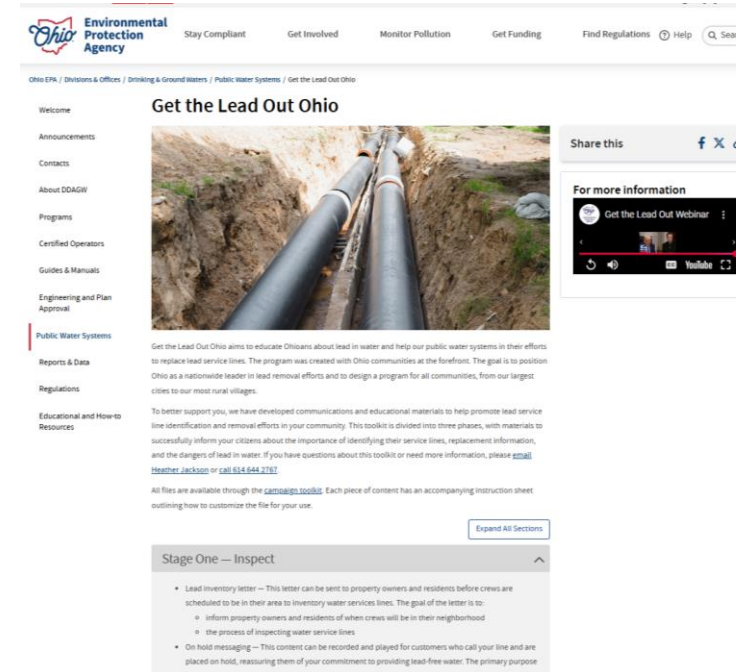 Ohio
Environmental
Protection
Agency
Stay Compliant
Get Involved
Monitor Pollution
Get Funding
Find Regulations
Help
Ohio EPA / Divisions & Offices / Drinking & Ground Waters / Public Water Systems / Get the Lead Out Ohio
Welcome
Announcements
Contacts
About DDAGW
Programs
Certified Operators
Guides & Manuals
Engineering and Plan
Approval
Public Water Systems
Reports & Data
Regulations
Educational and How-to
Resources
Get the Lead Out Ohio
Get the Lead Out Ohio aims to educate Ohioans about lead in water and help our public water systems in their efforts
to replace lead service lines. The program was created with Ohio communities at the forefront. The goal is to position
Ohio as a nationwide leader in lead removal efforts and to design a program for all communities, from our largest
cities to our most rural villages.
To better support you, we have developed communications and educational materials to help promote lead service
line identification and removal efforts in your community. This toolkit is divided into three phases, with materials to
successfully inform your citizens about the importance of identifying their service lines, replacement information,
and the dangers of lead in water. If you have questions about this toolkit or need more information, please email
Heather Jackson or call 614.644.2767.
All files are available through the campaign toolkit. Each piece of content has an accompanying instruction sheet
outlining how to customize the file for your use.
Expand All Sections
Stage One — Inspect
• Lead inventory letter — This letter can be sent to property owners and residents before crews are
scheduled to be in their area to inventory water services lines. The goal of the letter is to:
○ inform property owners and residents of when crews will be in their neighborhood
○ the process of inspecting water service lines
• On hold messaging — This content can be recorded and played for customers who call your line and are
placed on hold, reassuring them of your commitment to providing lead-free water. The primary purpose
Share this
For more information
Get the Lead Out Webinar
YouTube